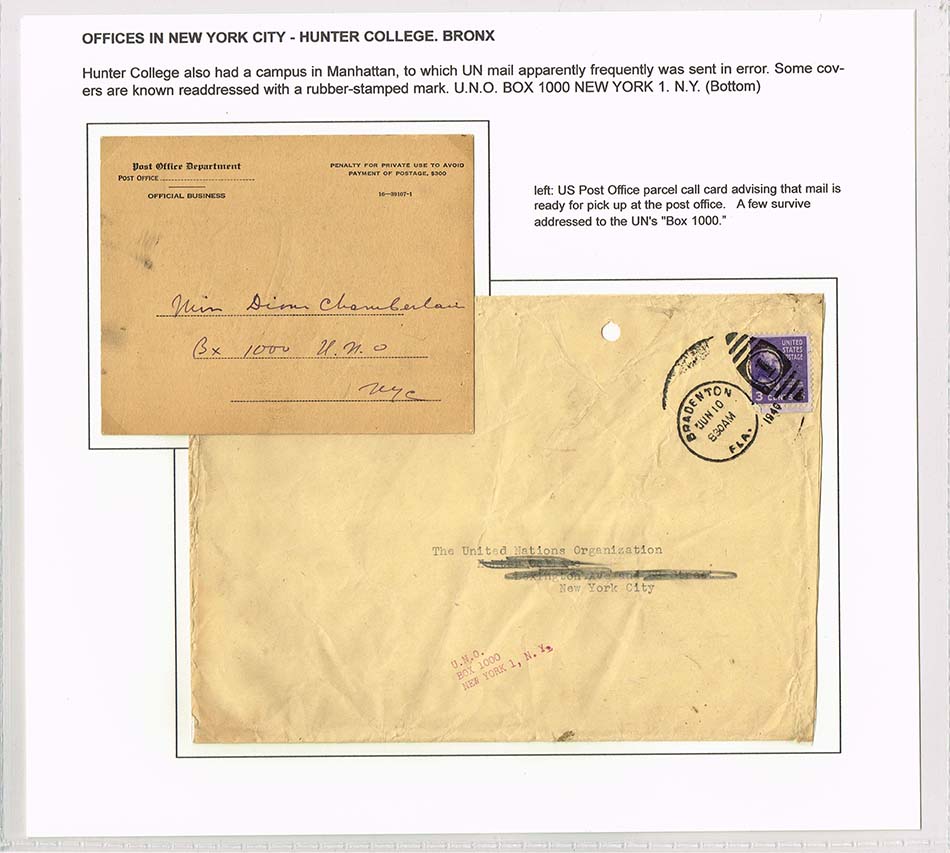 OFFICES IN NEW YORK CITY - HUNTER COLLEGE. BRONX
Hunter College also had a campus in Manhattan, to which UN mail apparently frequently was sent in error. Some cov-
ers are known readdressed with a rubber-stamped mark. U.N.O. BOX 1000 NEW YORK 1. N.Y. (Bottom)
Post Office Department
POST OFFICE
OFFICIAL BUSINESS
PENALTY FOR PRIVATE USE TO AVOID
PAYMENT OF POSTAGE, $300
16—39107-1
left: US Post Office parcel call card advising that mail is
ready for pick up at the post office. A few survive
addressed to the UN's "Box 1000."
Miss Chamberlain
Bx 1000 U.N.O
NYC
UNITED
STATES
POSTAGE
3 CENTS
BRADENTON
JUN 10
830AM
FLA.
1946
The United Nations Organization
Lexington Avenue
New York City
U.N.O.
BOX 1000
NEW YORK 1, N.Y.